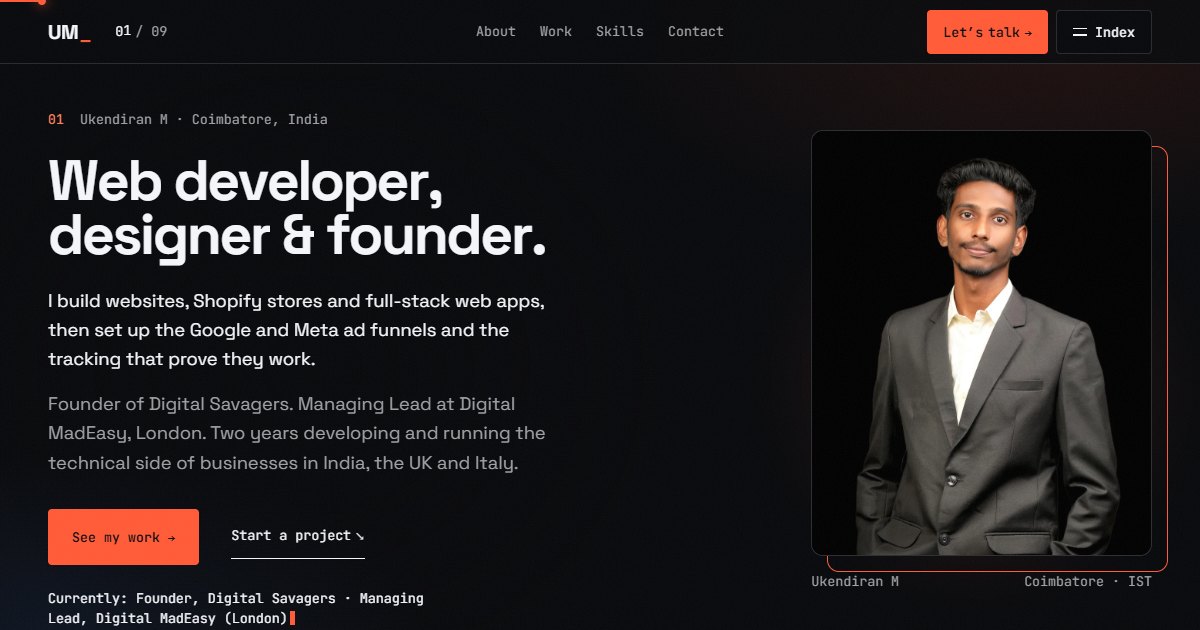 UM_
01 / 09
About Work Skills Contact
Let's talk →
Index
01 Ukendiran M · Coimbatore, India
Web developer,
designer & founder.
I build websites, Shopify stores and full-stack web apps,
then set up the Google and Meta ad funnels and the
tracking that prove they work.
Founder of Digital Savagers. Managing Lead at Digital
MadEasy, London. Two years developing and running the
technical side of businesses in India, the UK and Italy.
See my work →
Start a project ↘
Currently: Founder, Digital Savagers · Managing
Lead, Digital MadEasy (London)
Ukendiran M
Coimbatore · IST